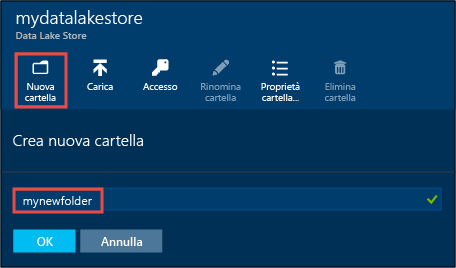 mydatalakestore
Data Lake Store
Nuova cartella
Carica
Accesso
Rinomina cartella
Proprietà cartella...
Elimina cartella
Crea nuova cartella
mynewfolder
OK
Annulla